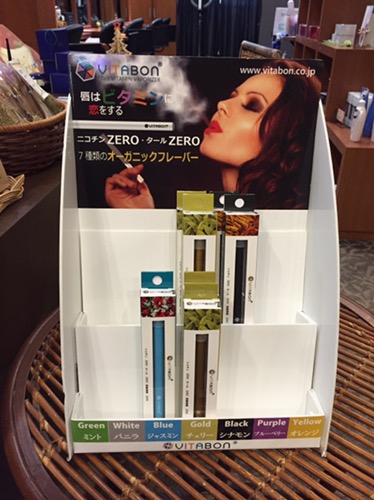 VITABON
VITAMIN VAPORIZER
www.vitabon.co.jp
唇はビタミンに
恋をする
VITABON
ニコチンZERO・タールZERO
7種類のオーガニックフレーバー
Green White Blue Gold Black Purple Yellow
ミント バニラ ジャスミン チェリー シナモン ブルーベリー オレンジ
VITABON